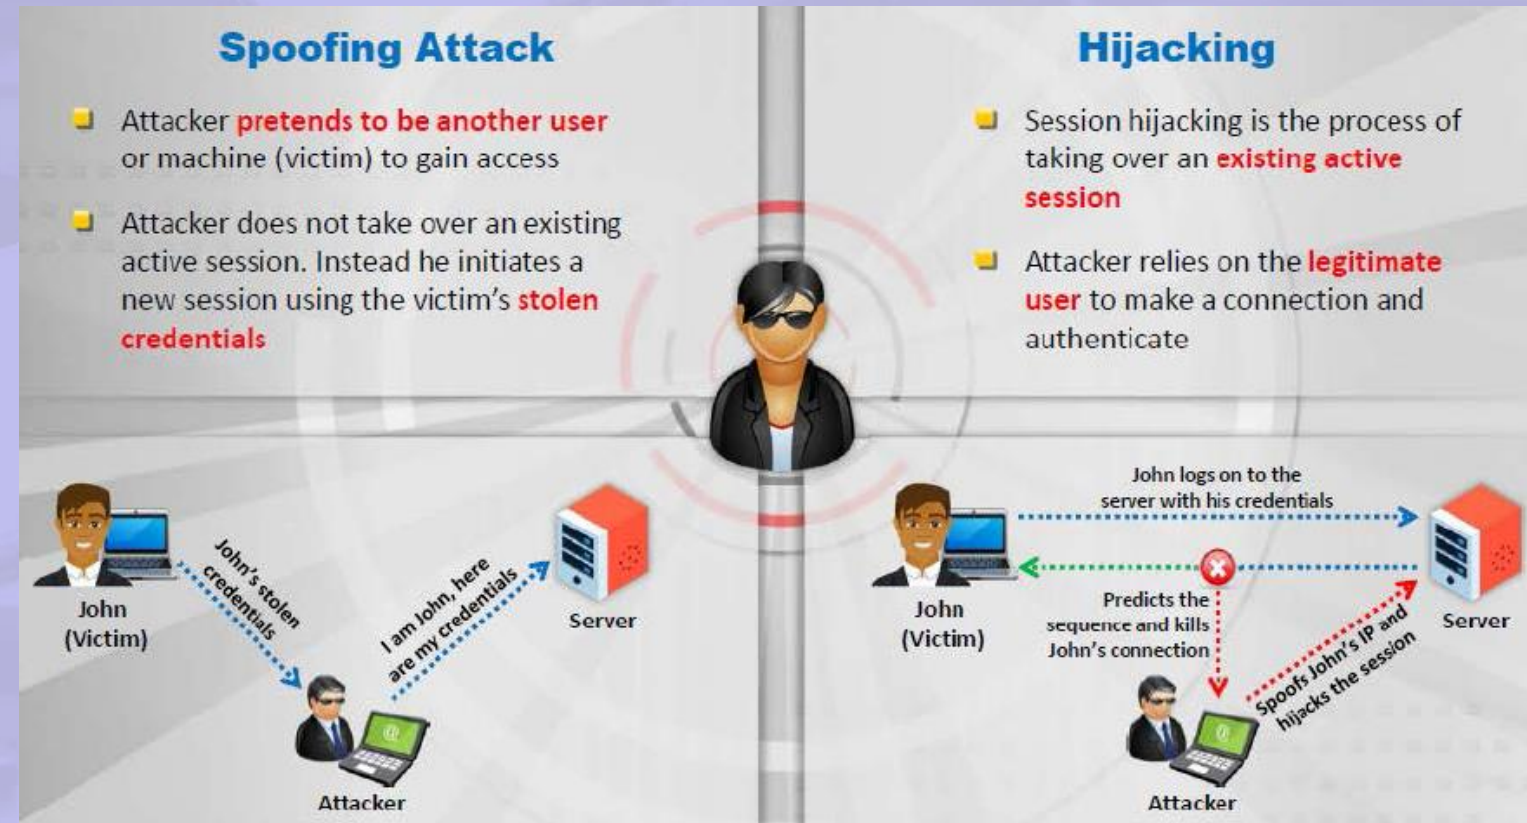 Spoofing Attack
Attacker pretends to be another user
or machine (victim) to gain access
Attacker does not take over an existing
active session. Instead he initiates a
new session using the victim's stolen
credentials
John's stolen
credentials
I am John, here
are my credentials
John
(Victim)
Server
Attacker
Hijacking
Session hijacking is the process of
taking over an existing active
session
Attacker relies on the legitimate
user to make a connection and
authenticate
John logs on to the
server with his credentials
Predicts the
sequence and kills
John's connection
Spoofs John's IP and
hijacks the session
John
(Victim)
Server
Attacker